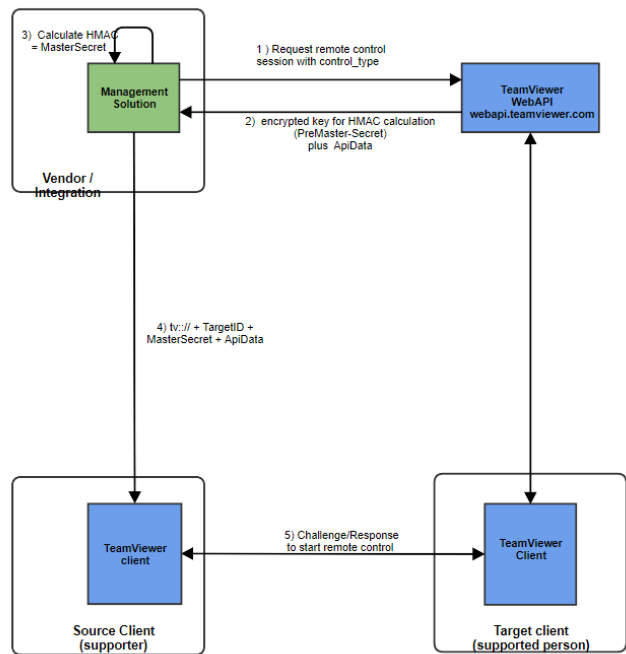 3) Calculate HMAC
= MasterSecret
Management
Solution
Vendor /
Integration
1 ) Request remote control
session with control_type
2) encrypted key for HMAC calculation
(PreMaster-Secret)
plus ApiData
TeamViewer
WebAPI
webapi.teamviewer.com
4) tv:// + TargetID +
MasterSecret + ApiData
TeamViewer
client
Source Client
(supporter)
5) Challenge/Response
to start remote control
TeamViewer
Client
Target client
(supported person)